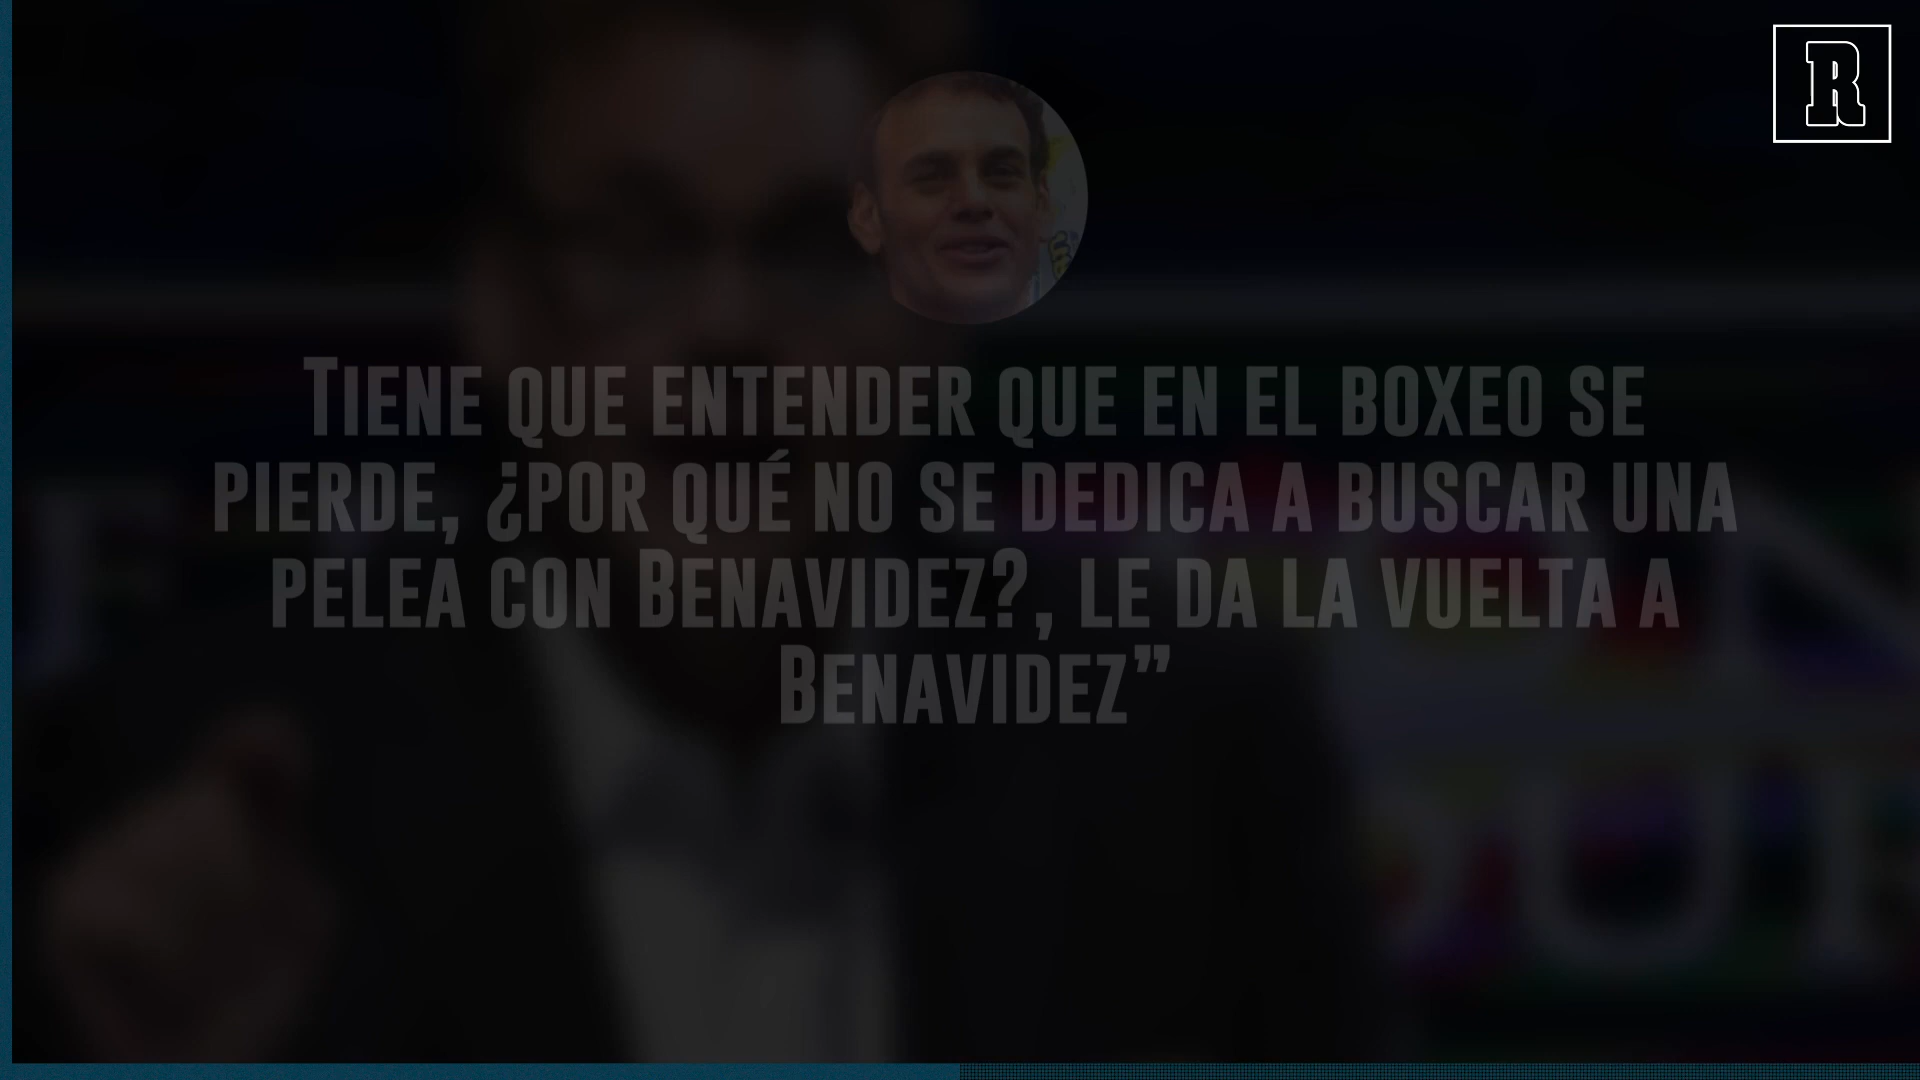 R
Tiene que entender que en el boxeo se
pierde, ¿por qué no se dedica a buscar una
pelea con Benavidez?, le da la vuelta a
Benavidez”